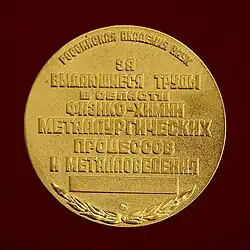 РОССИЙСКАЯ АКАДЕМИЯ НАУК
ЗА
ВЫДАЮЩИЕСЯ ТРУДЫ
В ОБЛАСТИ
ФИЗИКО-ХИМИИ
МЕТАЛЛУРГИЧЕСКИХ
ПРОЦЕССОВ
И МЕТАЛЛОВЕДЕНИЯ